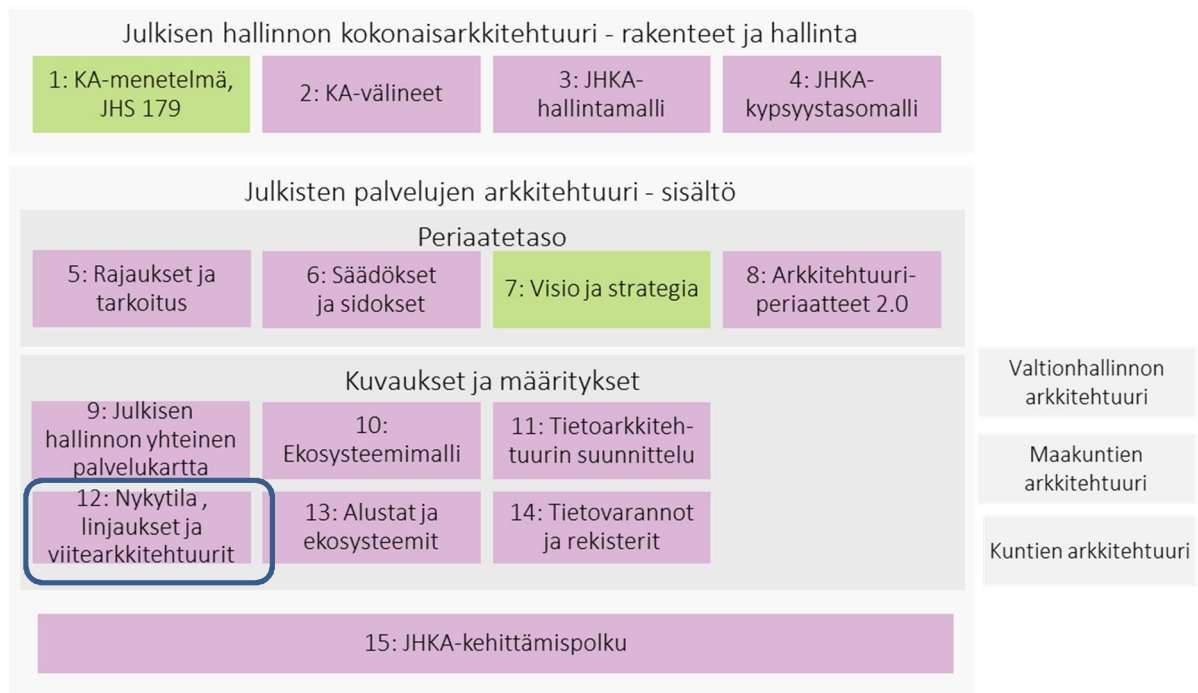 Julkisen hallinnon kokonaisarkkitehtuuri - rakenteet ja hallinta
1: KA-menetelmä,
JHS 179
2: KA-välineet
3: JHKA-
hallintamalli
4: JHKA-
kypsyystasomalli
Julkisten palvelujen arkkitehtuuri - sisältö
Periaatetaso
5: Rajaukset ja
tarkoitus
6: Säädökset
ja sidokset
7: Visio ja strategia
8: Arkkitehtuuri-
periaatteet 2.0
Kuvaukset ja määritykset
9: Julkisen
hallinnon yhteinen
palvelukartta
10:
Ekosysteemimalli
11: Tietoarkkiteh-
tuurin suunnittelu
12: Nykytila ,
linjaukset ja
viitearkkitehtuurit
13: Alustat ja
ekosysteemit
14: Tietovarannot
ja rekisterit
15: JHKA-kehittämispolku
Valtionhallinnon
arkkitehtuuri
Maakuntien
arkkitehtuuri
Kuntien arkkitehtuuri